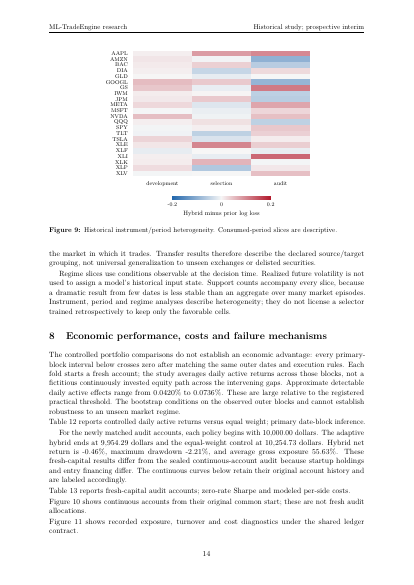 ML-TradeEngine research
Historical study: prospective interim
AAPL
AMZN
BAC
DIA
GLD
GOOGL
GS
IWM
JPM
META
MSFT
NVDA
QQQ
SPY
TLT
TSLA
XLE
XLF
XLI
XLK
XLP
XLV
development
selection
audit
-0.2
0
0.2
Hybrid minus prior log loss
Figure 9: Historical instrument/period heterogeneity. Consumed-period slices are descriptive.
the market in which it trades. Transfer results therefore describe the declared source/target
grouping, not universal generalization to unseen exchanges or delisted securities.
Regime slices use conditions observable at the decision time. Realized future volatility is not
used to assign a model's historical input state. Support counts accompany every slice, because
a dramatic result from few dates is less stable than an aggregate over many market episodes.
Instrument, period and regime analyses describe heterogeneity; they do not license a selector
trained retrospectively to keep only the favorable cells.
8 Economic performance, costs and failure mechanisms
The controlled portfolio comparisons do not establish an economic advantage: every primary-
block interval below crosses zero after matching the same outer dates and execution rules. Each
fold starts a fresh account; the study averages daily active returns across those blocks, not a
fictitious continuously invested equity path across the intervening gaps. Approximate detectable
daily active effects range from 0.0420% to 0.0736%. These are large relative to the registered
practical threshold. The bootstrap conditions on the observed outer blocks and cannot establish
robustness to an unseen market regime.
Table 12 reports controlled daily active returns versus equal weight; primary date-block inference.
For the newly matched audit accounts, each policy begins with 10,000.00 dollars. The adaptive
hybrid ends at 9,954.29 dollars and the equal-weight control at 10,254.73 dollars. Hybrid net
return is -0.46%, maximum drawdown -2.21%, and average gross exposure 55.63%. These
fresh-capital results differ from the sealed continuous-account audit because startup holdings
and entry financing differ. The continuous curves below retain their original account history and
are labeled accordingly.
Table 13 reports fresh-capital audit accounts; zero-rate Sharpe and modeled per-side costs.
Figure 10 shows continuous accounts from their original common start; these are not fresh audit
allocations.
Figure 11 shows recorded exposure, turnover and cost diagnostics under the shared ledger
contract.
14